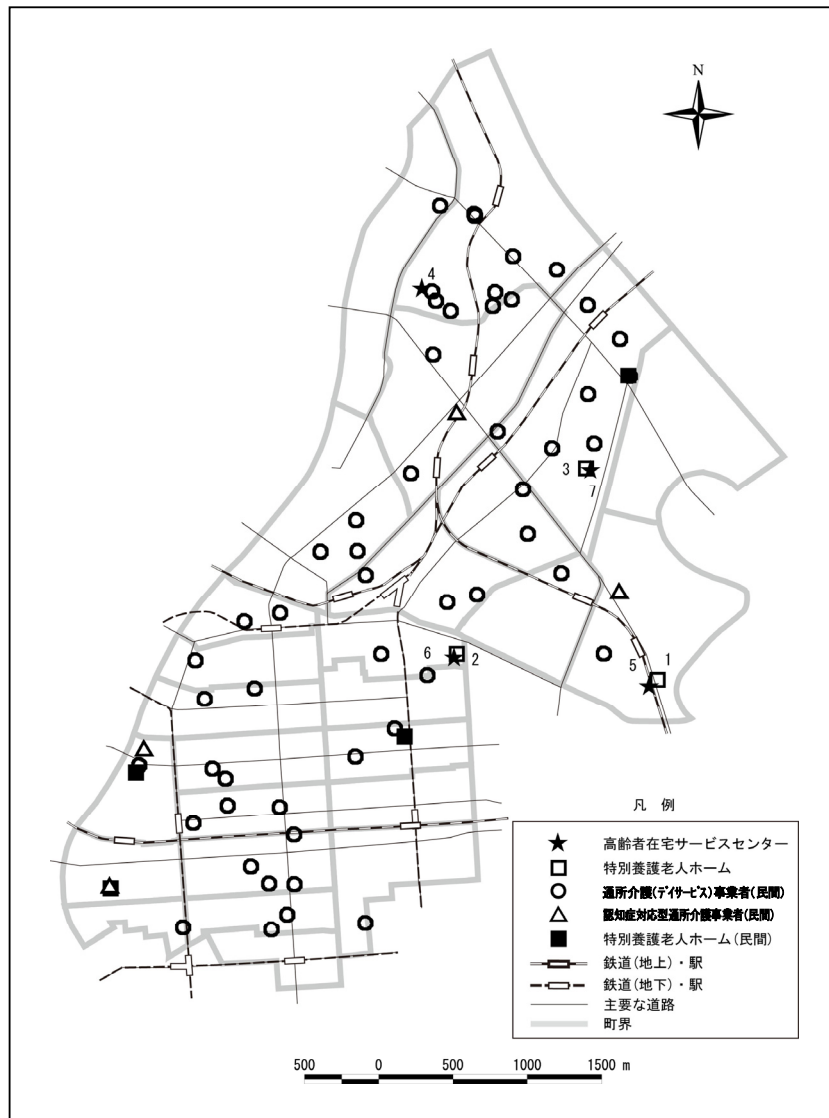 N
4
3
7
6
2
5
1
凡 例
高齢者在宅サービスセンター
特別養護老人ホーム
通所介護(デイサービス)事業者(民間)
認知症対応型通所介護事業者(民間)
特別養護老人ホーム(民間)
鉄道(地上)・駅
鉄道(地下)・駅
主要な道路
町界
500 0 500 1000 1500 m